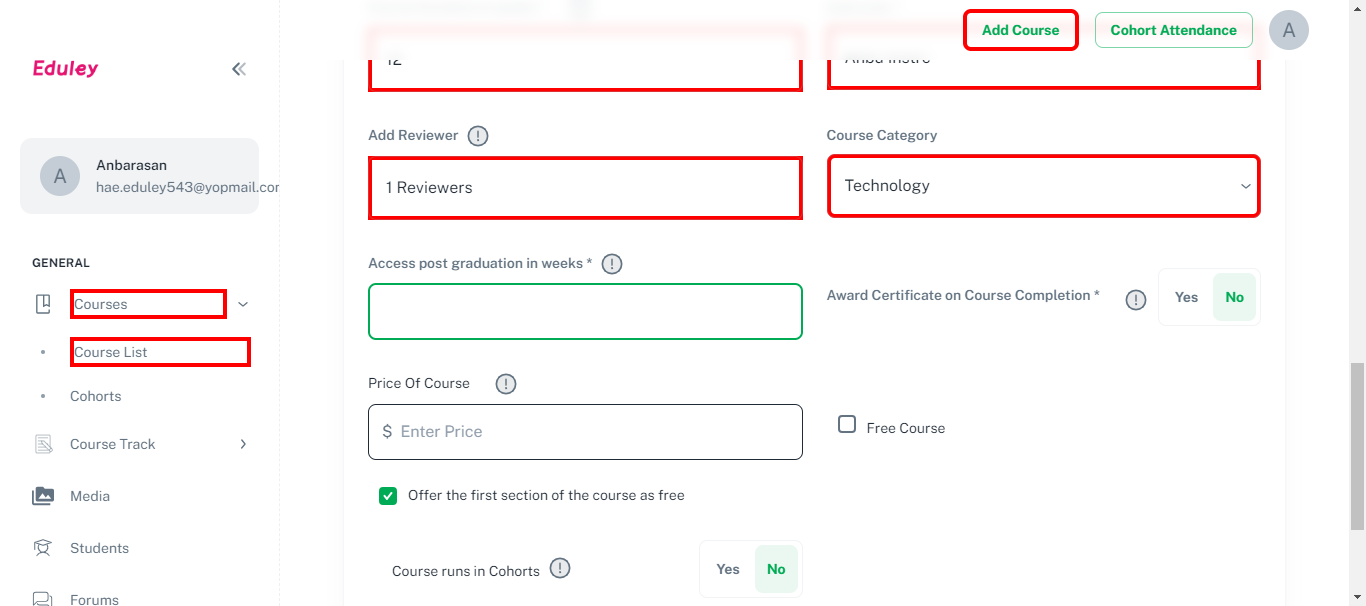 Add Course
Cohort Attendance
A
Eduley
12
Anbu Instre
A
Anbarasan
hae.eduley543@yopmail.com
Add Reviewer
Course Category
1 Reviewers
Technology
GENERAL
Courses
Course List
Cohorts
Course Track
Media
Students
Forums
Access post graduation in weeks *
Award Certificate on Course Completion *
Yes No
Price Of Course
$ Enter Price
Free Course
Offer the first section of the course as free
Course runs in Cohorts
Yes No